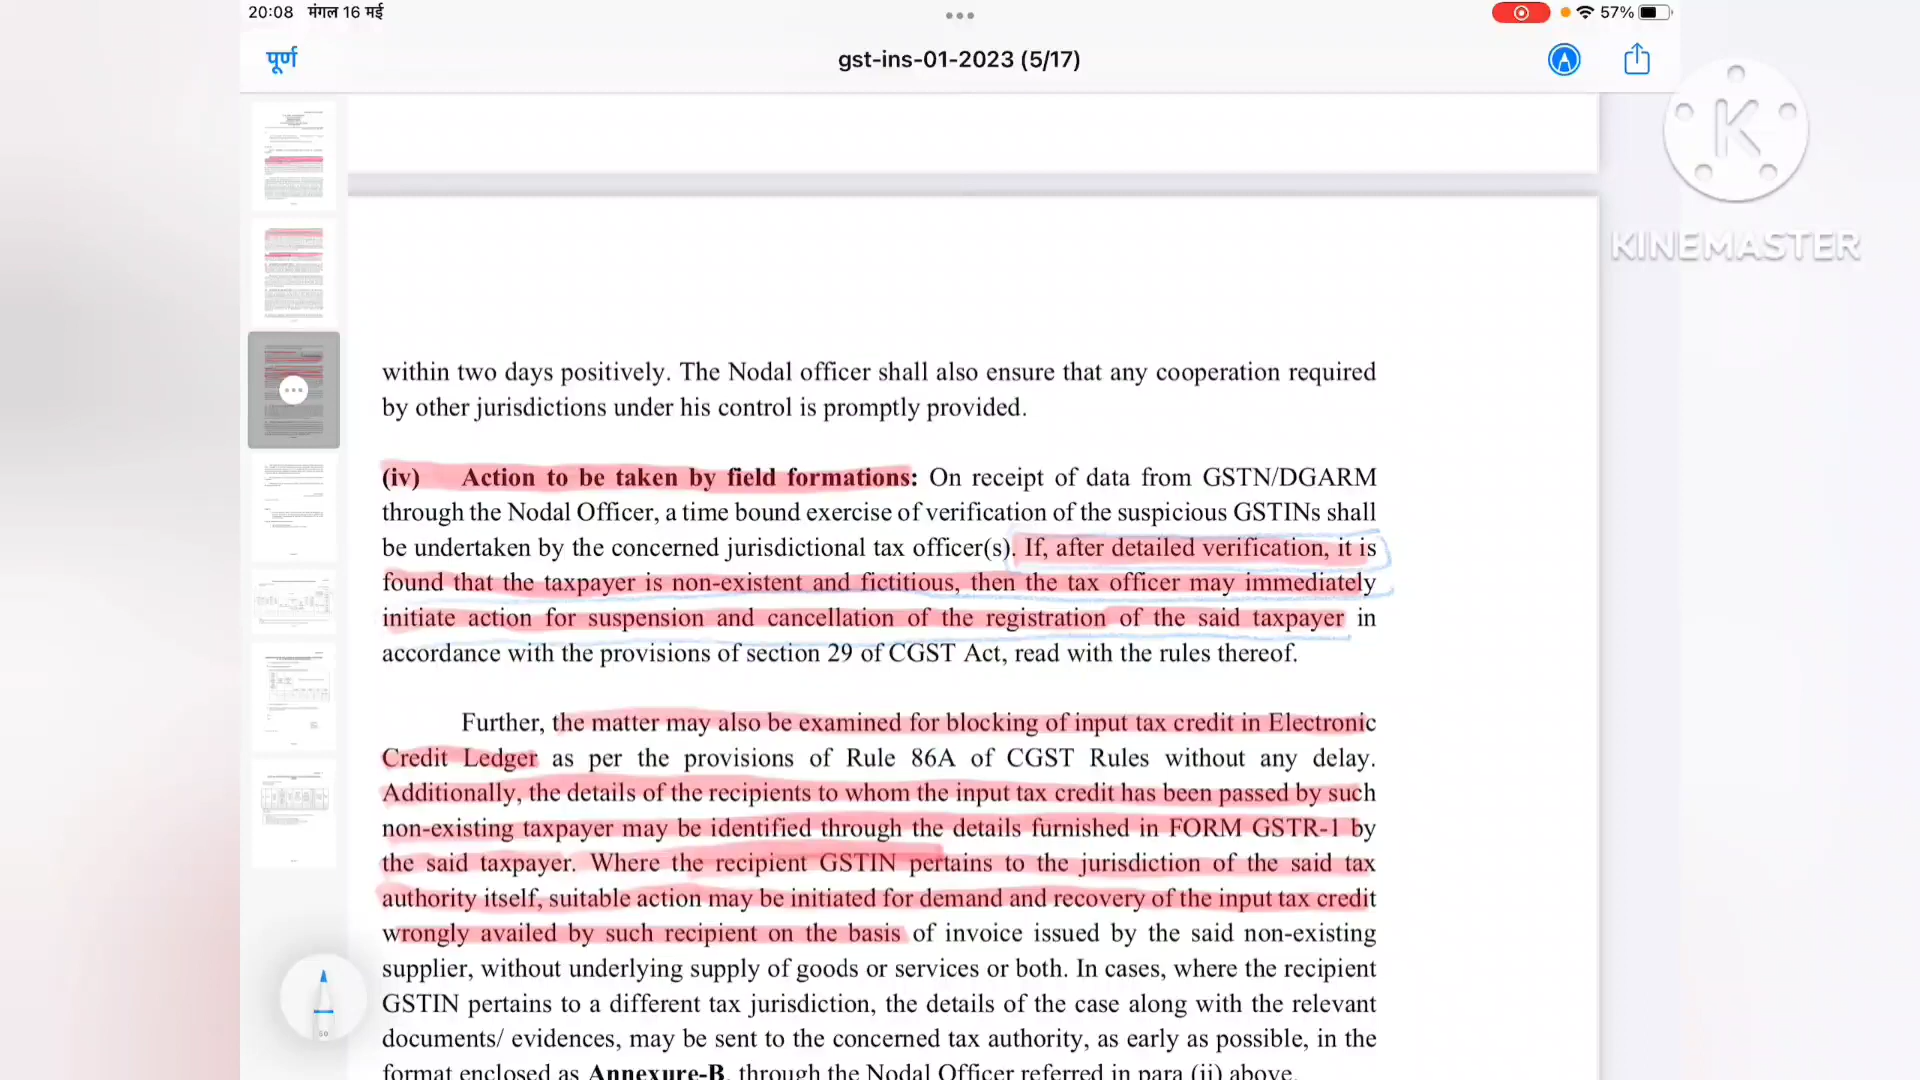 20:08 मंगल 16 मई
57%
पूर्ण
gst-ins-01-2023 (5/17)
KINEMASTER
within two days positively. The Nodal officer shall also ensure that any cooperation required
by other jurisdictions under his control is promptly provided.
(iv) Action to be taken by field formations: On receipt of data from GSTN/DGARM
through the Nodal Officer, a time bound exercise of verification of the suspicious GSTINs shall
be undertaken by the concerned jurisdictional tax officer(s). If, after detailed verification, it is
found that the taxpayer is non-existent and fictitious, then the tax officer may immediately
initiate action for suspension and cancellation of the registration of the said taxpayer in
accordance with the provisions of section 29 of CGST Act, read with the rules thereof.
Further, the matter may also be examined for blocking of input tax credit in Electronic
Credit Ledger as per the provisions of Rule 86A of CGST Rules without any delay.
Additionally, the details of the recipients to whom the input tax credit has been passed by such
non-existing taxpayer may be identified through the details furnished in FORM GSTR-1 by
the said taxpayer. Where the recipient GSTIN pertains to the jurisdiction of the said tax
authority itself, suitable action may be initiated for demand and recovery of the input tax credit
wrongly availed by such recipient on the basis of invoice issued by the said non-existing
supplier, without underlying supply of goods or services or both. In cases, where the recipient
GSTIN pertains to a different tax jurisdiction, the details of the case along with the relevant
documents/ evidences, may be sent to the concerned tax authority, as early as possible, in the
format enclosed as Annexure-B, through the Nodal Officer referred in para (ii) above.